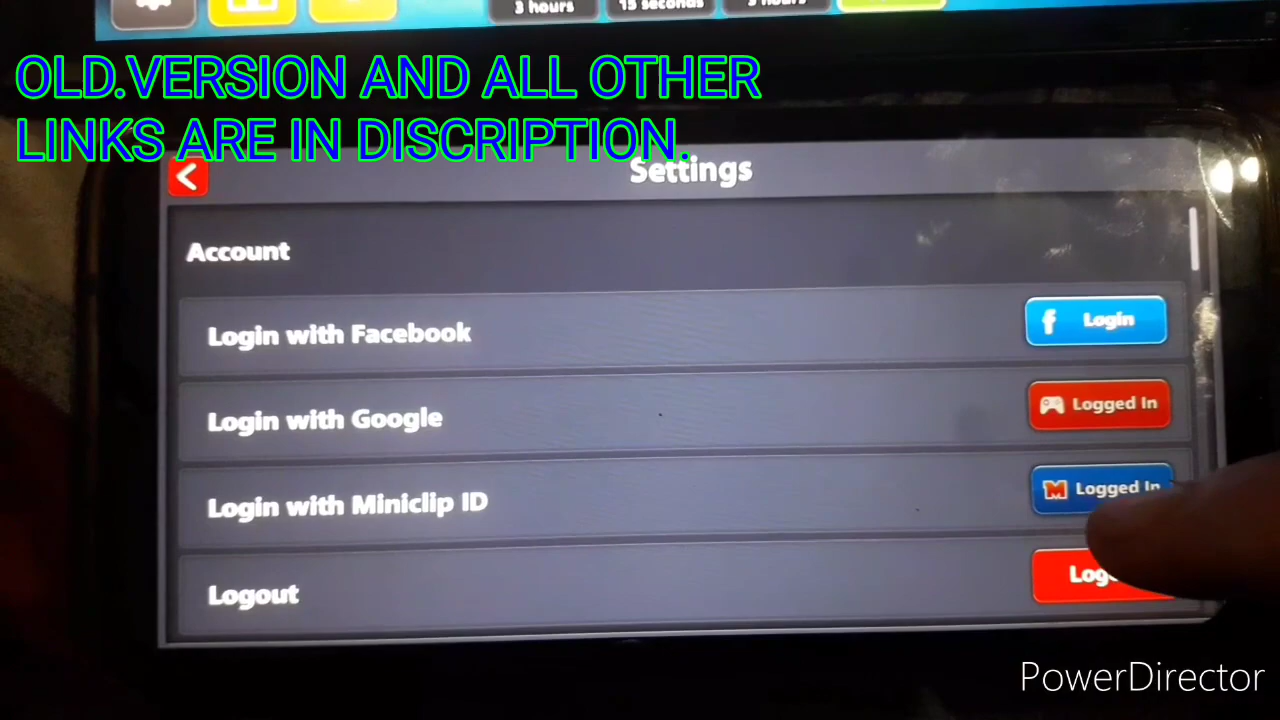 3 hours
15 seconds
OLD.VERSION AND ALL OTHER
LINKS ARE IN DISCRIPTION.
Settings
Account
Login with Facebook
f Login
Login with Google
Logged In
Login with Miniclip ID
M Logged In
Logout
PowerDirector